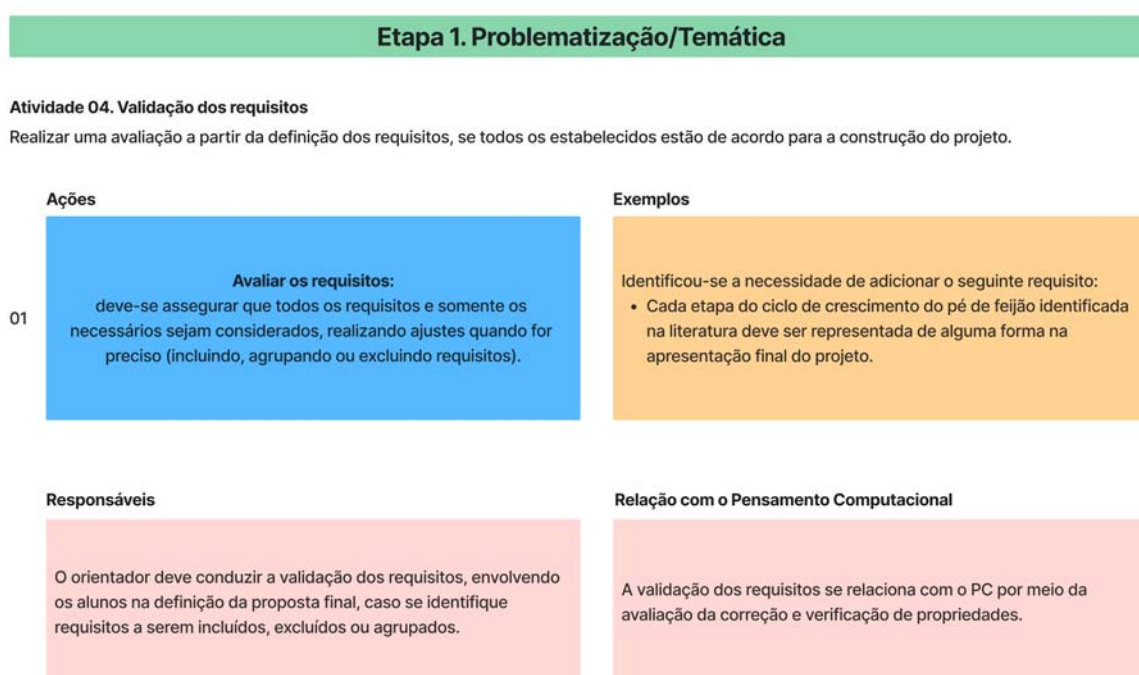 Etapa 1. Problematização/Temática
Atividade 04. Validação dos requisitos
Realizar uma avaliação a partir da definição dos requisitos, se todos os estabelecidos estão de acordo para a construção do projeto.
Ações
01
Avaliar os requisitos:
deve-se assegurar que todos os requisitos e somente os
necessários sejam considerados, realizando ajustes quando for
preciso (incluindo, agrupando ou excluindo requisitos).
Exemplos
Identificou-se a necessidade de adicionar o seguinte requisito:
• Cada etapa do ciclo de crescimento do pé de feijão identificada
na literatura deve ser representada de alguma forma na
apresentação final do projeto.
Responsáveis
O orientador deve conduzir a validação dos requisitos, envolvendo
os alunos na definição da proposta final, caso se identifique
requisitos a serem incluídos, excluídos ou agrupados.
Relação com o Pensamento Computacional
A validação dos requisitos se relaciona com o PC por meio da
avaliação da correção e verificação de propriedades.